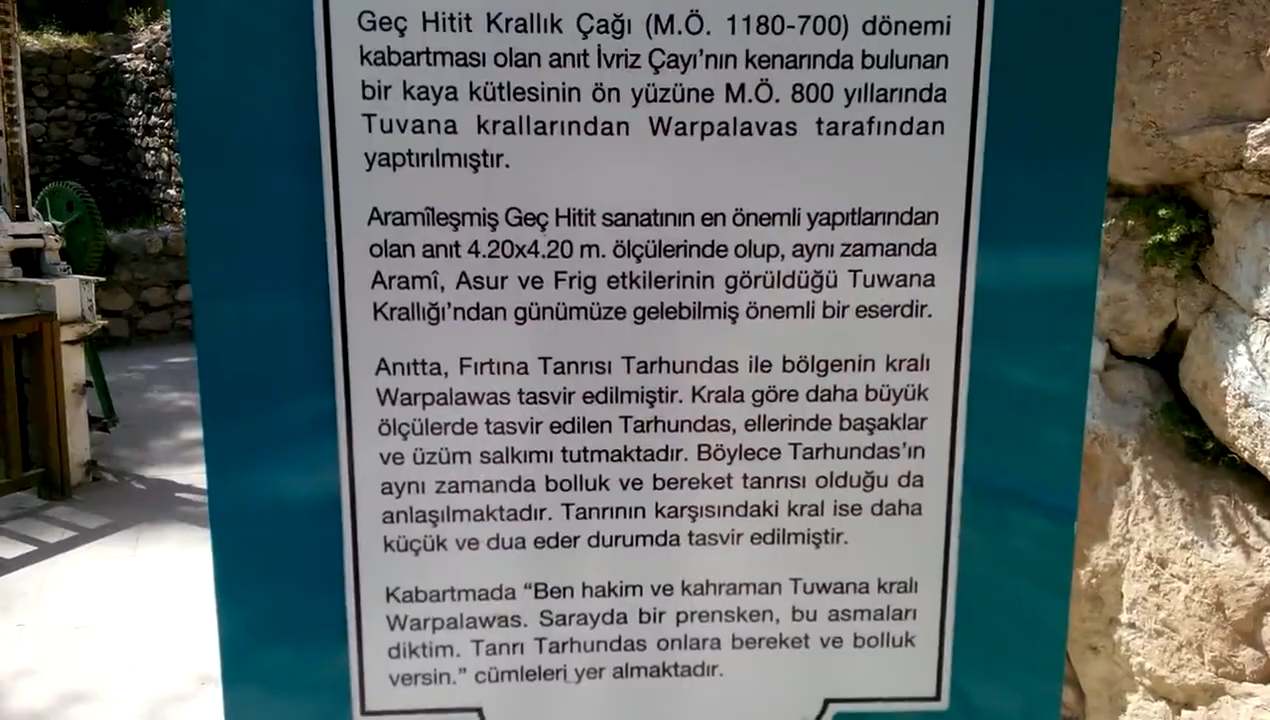 Geç Hitit Krallık Çağı (M.Ö. 1180-700) dönemi
kabartması olan anıt İvriz Çayı'nın kenarında bulunan
bir kaya kütlesinin ön yüzüne M.Ö. 800 yıllarında
Tuvana krallarından Warpalavas tarafından
yaptırılmıştır.
Aramîleşmiş Geç Hitit sanatının en önemli yapıtlarından
olan anıt 4.20x4.20 m. ölçülerinde olup, aynı zamanda
Aramî, Asur ve Frig etkilerinin görüldüğü Tuwana
Krallığı'ndan günümüze gelebilmiş önemli bir eserdir.
Anıtta, Fırtına Tanrısı Tarhundas ile bölgenin kralı
Warpalawas tasvir edilmiştir. Krala göre daha büyük
ölçülerde tasvir edilen Tarhundas, ellerinde başaklar
ve üzüm salkımı tutmaktadır. Böylece Tarhundas'ın
aynı zamanda bolluk ve bereket tanrısı olduğu da
anlaşılmaktadır. Tanrının karşısındaki kral ise daha
küçük ve dua eder durumda tasvir edilmiştir.
Kabartmada "Ben hakim ve kahraman Tuwana kralı
Warpalawas. Sarayda bir prensken, bu asmaları
diktim. Tanrı Tarhundas onlara bereket ve bolluk
versin." cümleleri yer almaktadır.